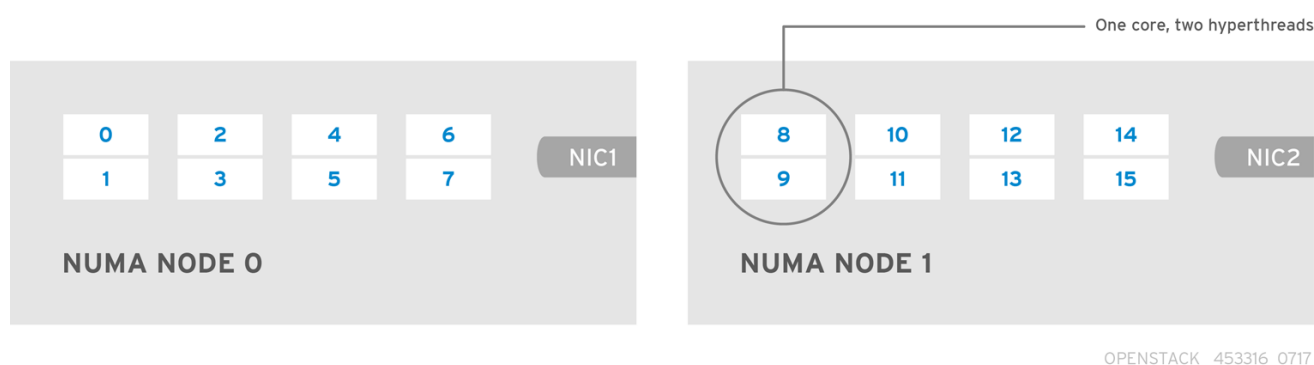 One core, two hyperthreads
0 2 4 6 NIC1
1 3 5 7
NUMA NODE 0
8 10 12 14 NIC2
9 11 13 15
NUMA NODE 1
OPENSTACK 453316 0717